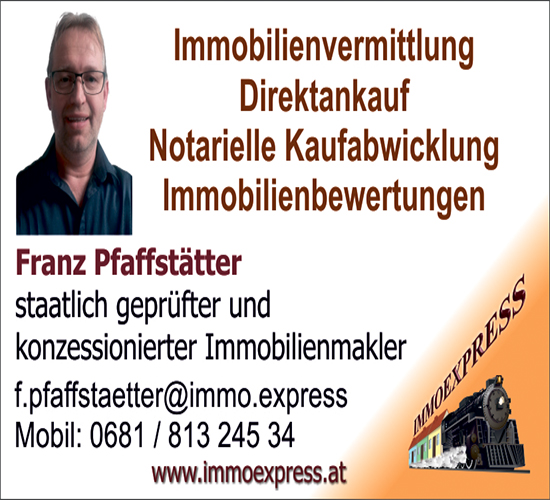 Immobilienvermittlung
Direktankauf
Notarielle Kaufabwicklung
Immobilienbewertungen
Franz Pfaffstätter
staatlich geprüfter und
konzessionierter Immobilienmakler
f.pfaffstaetter@immo.express
Mobil: 0681 / 813 245 34
www.immoexpress.at
IMMOEXPRESS